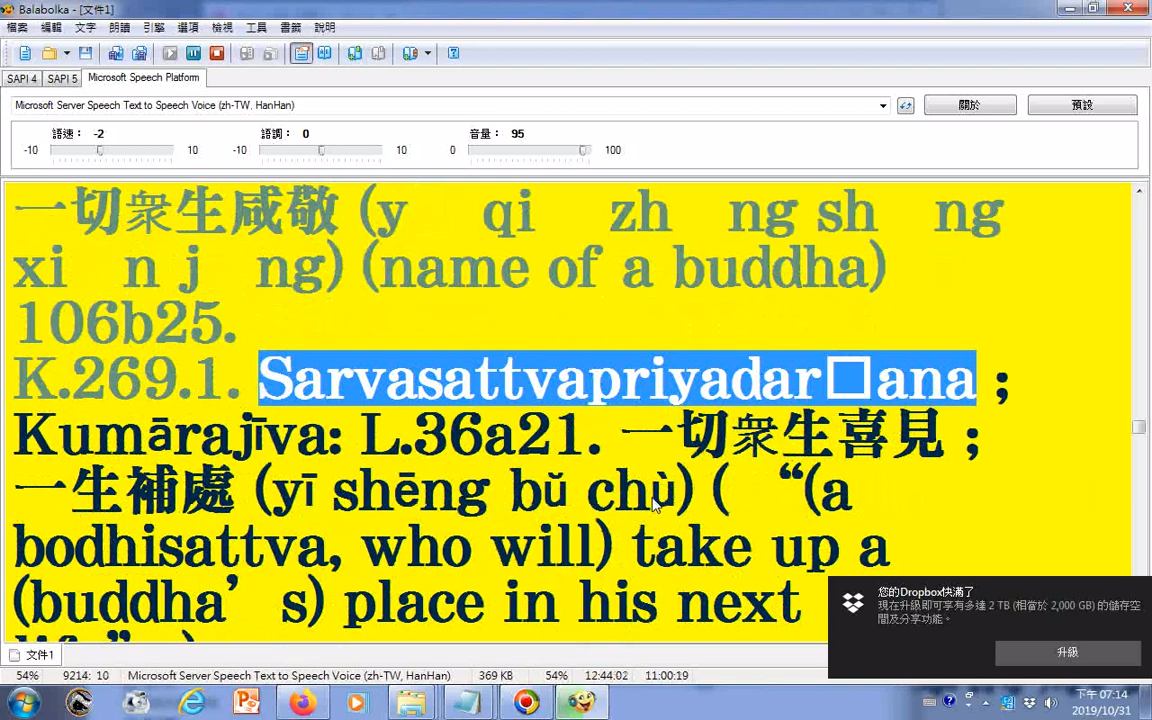 Balabolka - [文件1]
檔案 編輯 文字 朗讀 引擎 選項 檢視 工具 書籤 說明
SAPI 4 SAPI 5 Microsoft Speech Platform
Microsoft Server Speech Text to Speech Voice (zh-TW, HanHan) 關於 預設
語速： -2 語調： 0 音量： 95
-10 10 -10 10 0 100
一切衆生咸敬 (y qi zh ng sh ng
xi n j ng) (name of a buddha)
106b25.
K.269.1. Sarvasattvapriyadar□ana ；
Kumārajīva: L.36a21. 一切衆生喜見；
一生補處 (yī shēng bǔ chù) ( “(a
bodhisattva, who will) take up a
(buddha’ s) place in his next
life”)
您的Dropbox快滿了
現在升級即可享有多達 2 TB (相當於 2,000 GB) 的儲存空
間及分享功能。
升級
文件1
54% 9214: 10 Microsoft Server Speech Text to Speech Voice (zh-TW, HanHan) 369 KB 54% 12:44:02 11:00:19
下午 07:14
2019/10/31